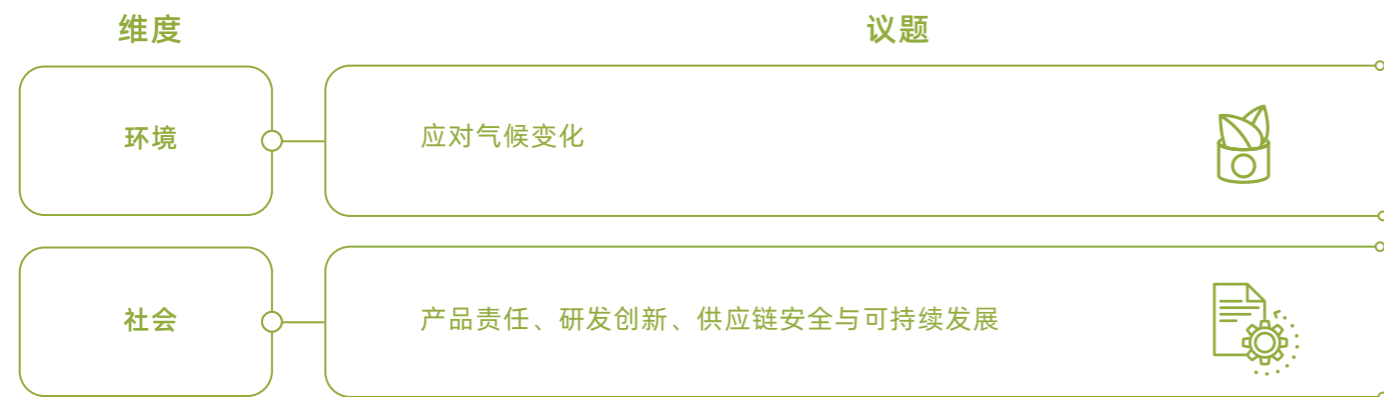 维度
议题
环境
应对气候变化
社会
产品责任、研发创新、供应链安全与可持续发展